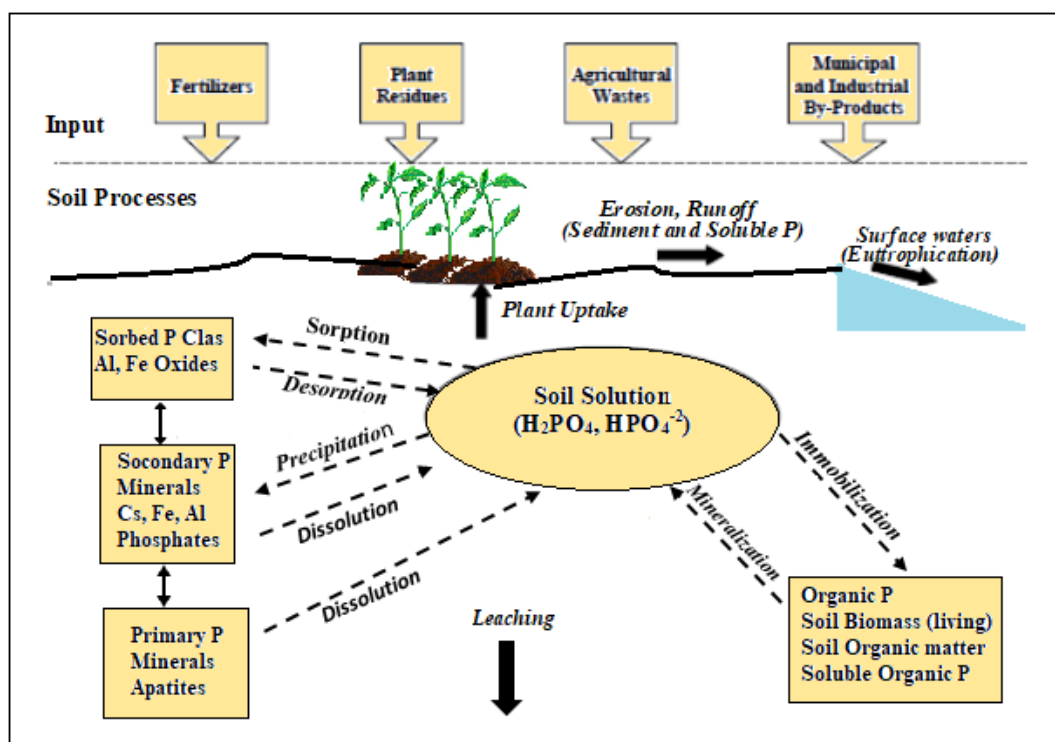 Fertilizers
Plant
Residues
Agricultural
Wastes
Municipal
and Industrial
By-Products
Input
Soil Processes
Erosion, Runoff
(Sediment and Soluble P)
Surface waters
(Euttrophication)
Plant Uptake
Sorbed P Clas
Al, Fe Oxides
Sorption
Desorption
Soil Solution
(H₂PO₄, HPO₄⁻²)
Precipitation
Socondary P
Minerals
Cs, Fe, Al
Phosphates
Dissolution
Immobilization
Mineralization
Dissolution
Primary P
Minerals
Apatites
Leaching
Organic P
Soil Biomass (living)
Soil Organic matter
Soluble Organic P